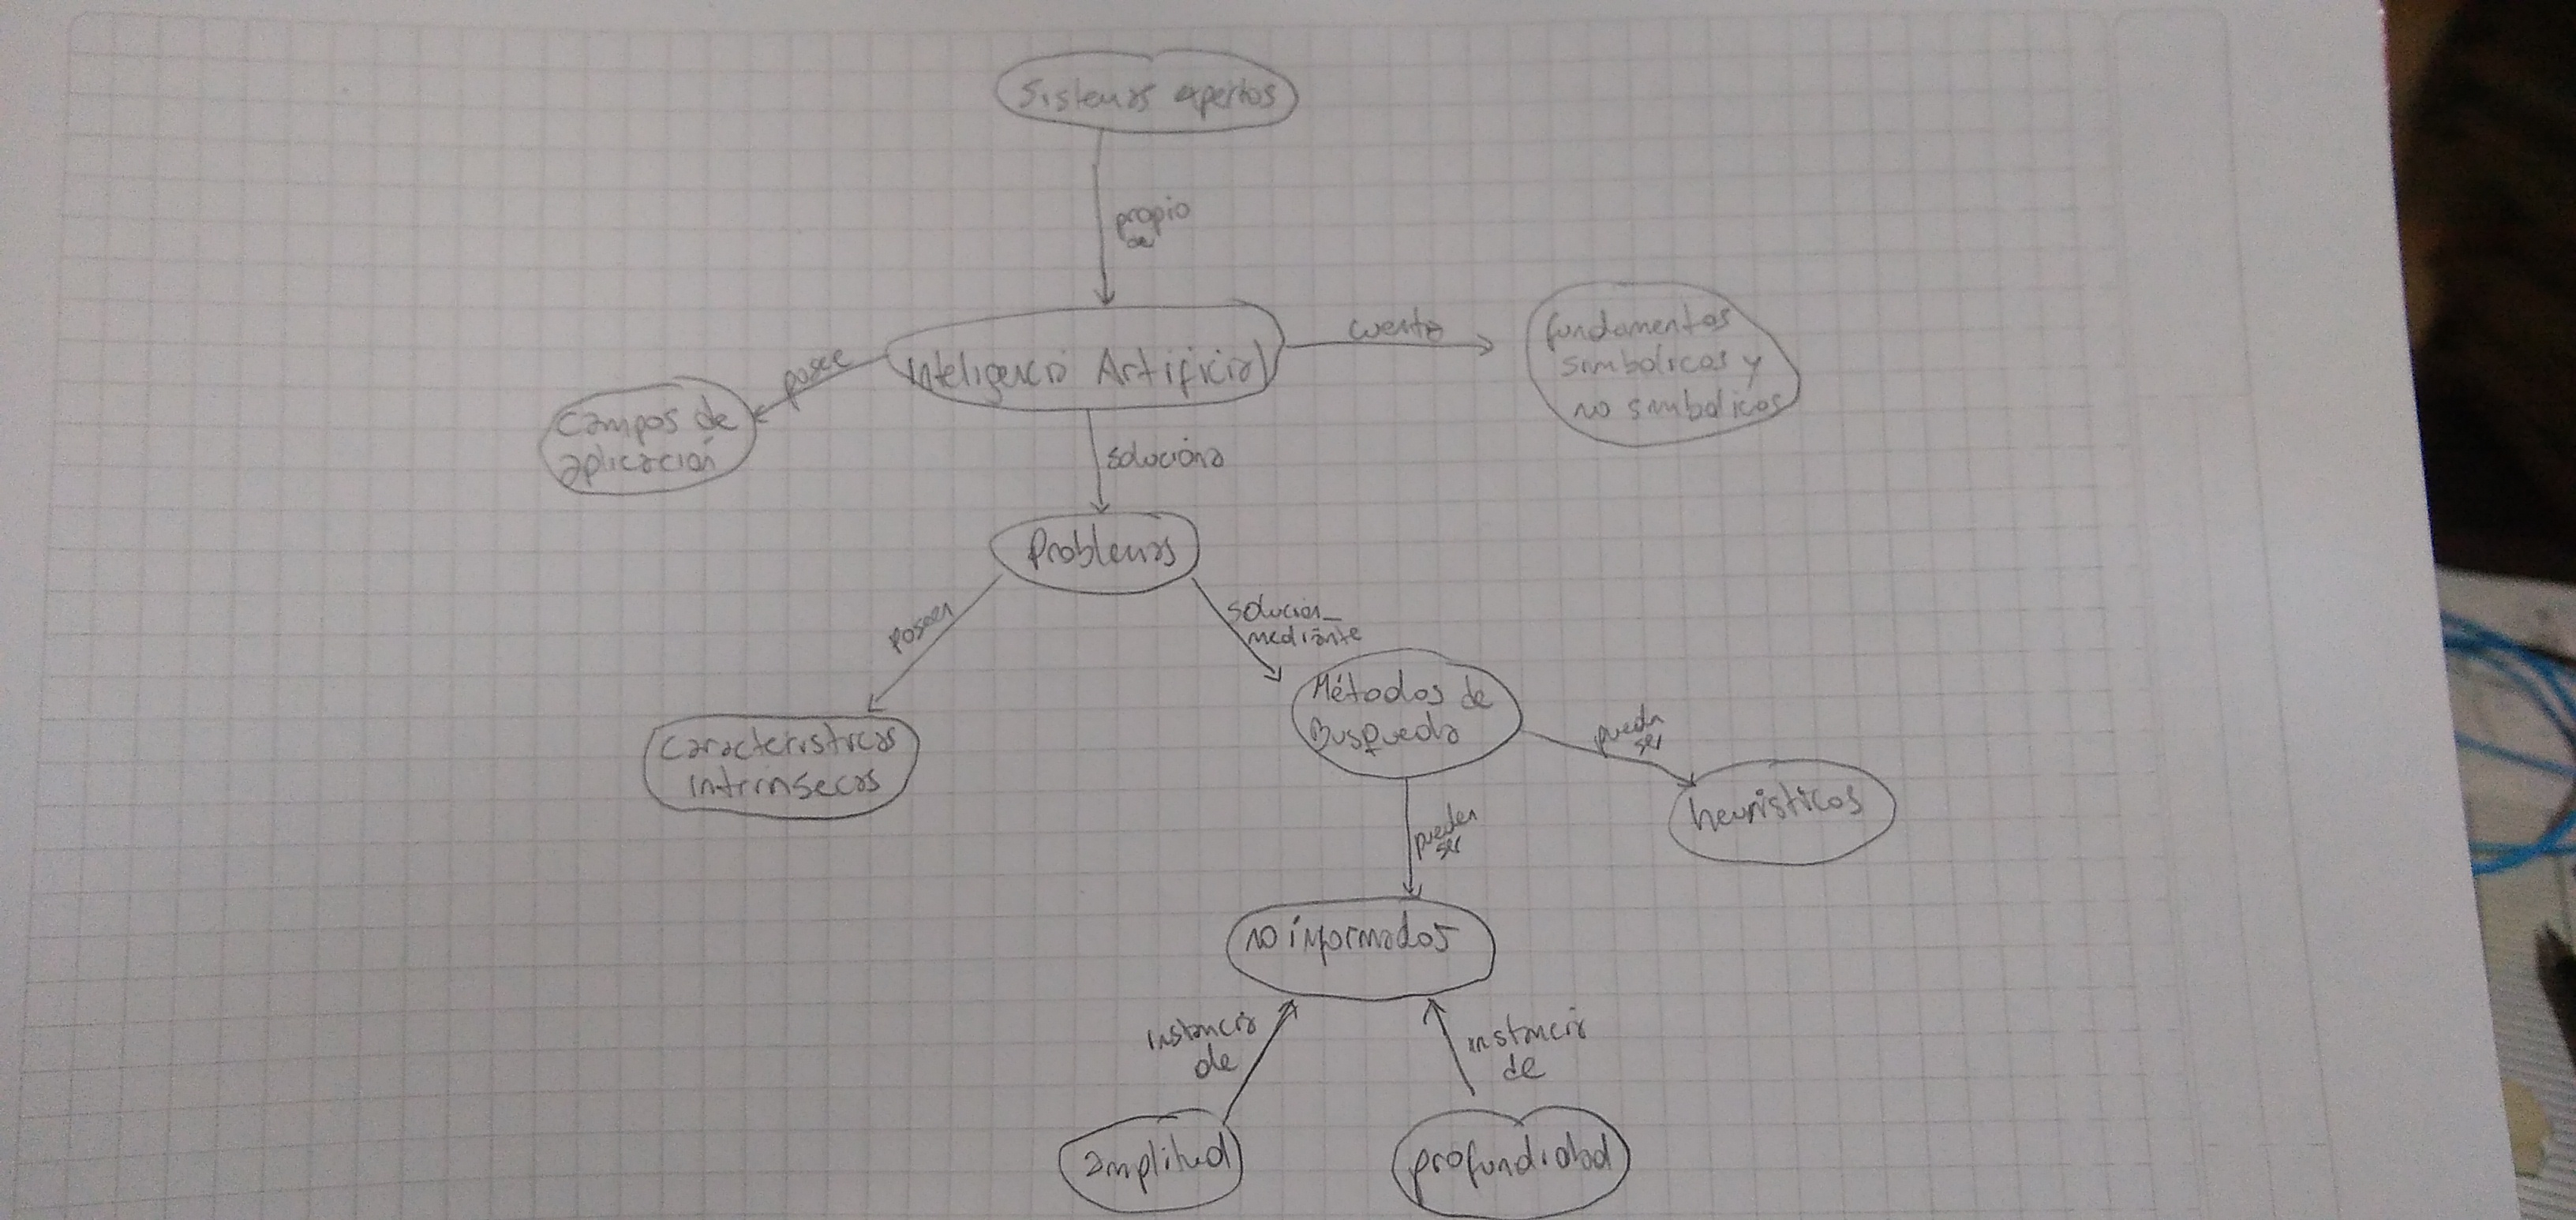 Sistemas expertos
propio
de
Inteligencia Artificial
cuenta
fundamentos
simbolicos y
no simbolicos
posee
Campos de
aplicación
soluciona
Problemas
poseen
solucion_
mediante
Caracteristicas
intrinsecas
Métodos de
Busqueda
pueden
ser
heuristicos
pueden
ser
no informados
instancia
de
instancia
de
amplitud
profundidad